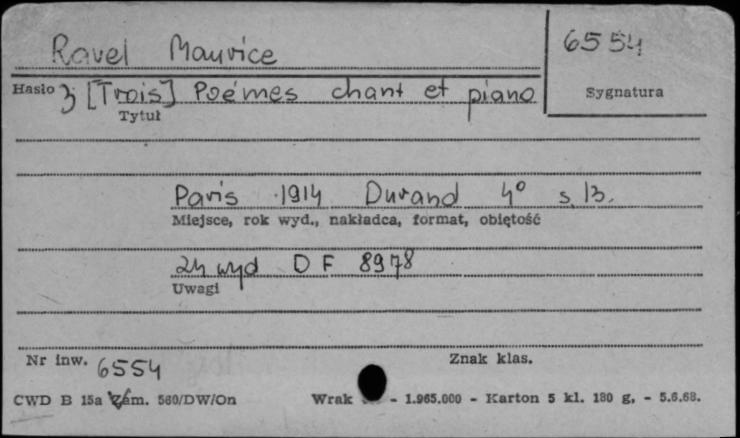 Ravel Maurice
6554
Hasło
3 [Trois] Poémes chant et piano
Sygnatura
Tytuł
Paris 1914 Durand 4° s. 13.
Miejsce, rok wyd., nakładca, format, obiętość
zn wyd D F 8978
Uwagi
Nr inw. 6554
Znak klas.
CWD B 15a Zam. 560/DW/On
Wrak - 1.965.000 - Karton 5 kl. 180 g, - 5.6.68.